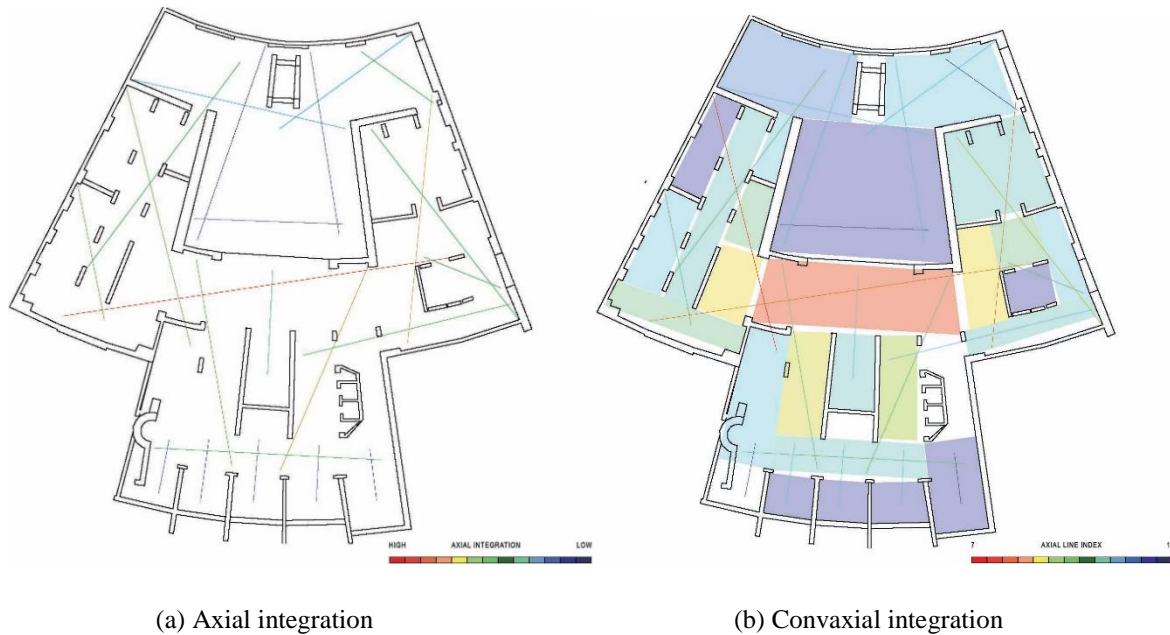 HIGH AXIAL INTEGRATION LOW
7 AXIAL LINE INDEX 1
(a) Axial integration
(b) Convaxial integration